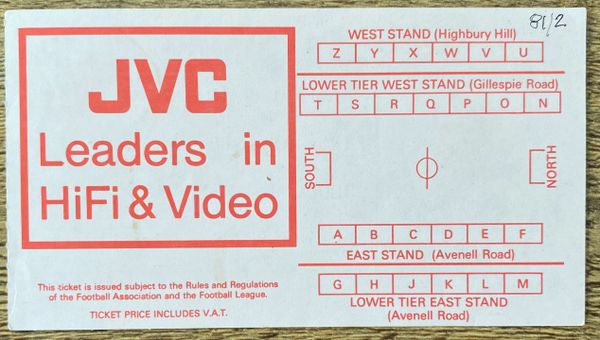 81/2
JVC
Leaders in
HiFi & Video
This ticket is issued subject to the Rules and Regulations
of the Football Association and the Football League.
TICKET PRICE INCLUDES V.A.T.
WEST STAND (Highbury Hill)
Z Y X W V U
LOWER TIER WEST STAND (Gillespie Road)
T S R Q P O N
SOUTH
NORTH
A B C D E F
EAST STAND (Avenell Road)
G H J K L M
LOWER TIER EAST STAND
(Avenell Road)